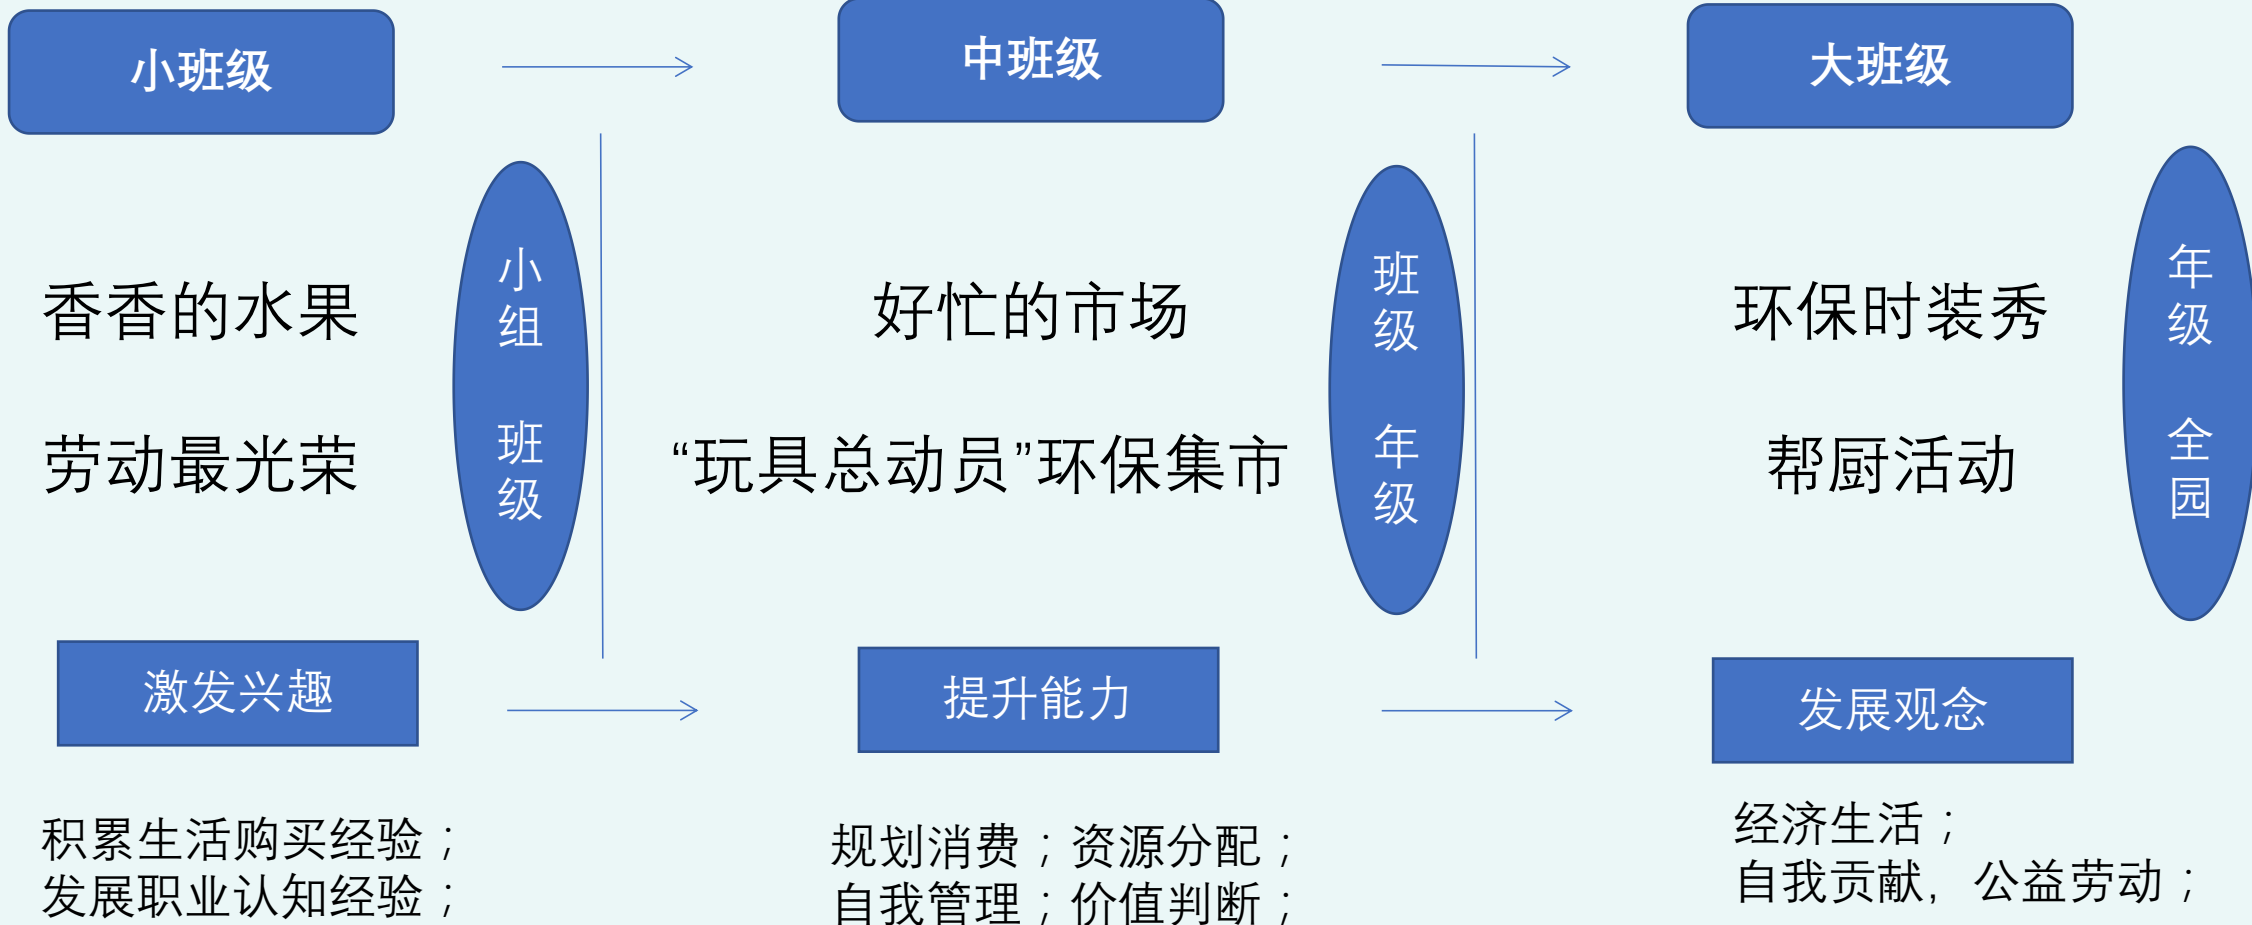 小班级
中班级
大班级
香香的水果
劳动最光荣
小组 班级
好忙的市场
“玩具总动员”环保集市
班级 年级
环保时装秀
帮厨活动
年级 全园
激发兴趣
提升能力
发展观念
积累生活购买经验；
发展职业认知经验；
规划消费；资源分配；
自我管理；价值判断；
经济生活；
自我贡献，公益劳动；